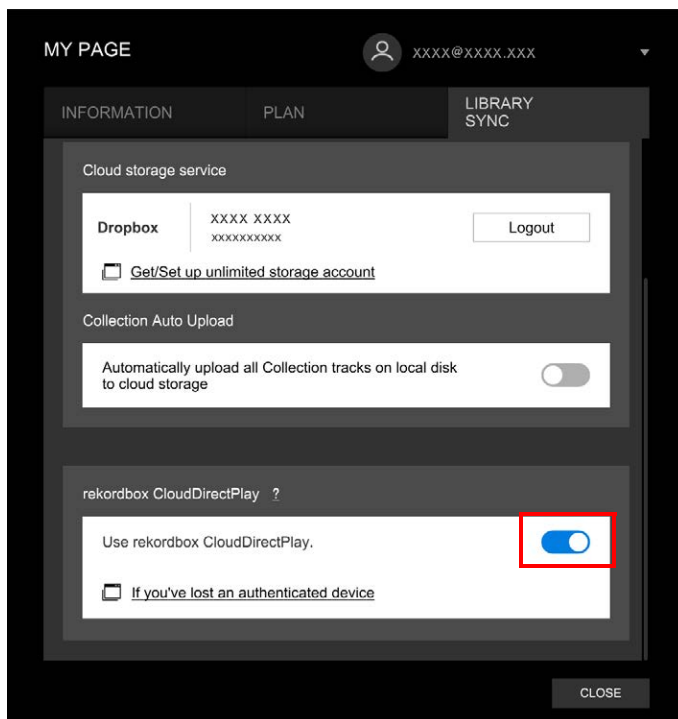 MY PAGE
xxxx@xxxx.xxx
INFORMATION
PLAN
LIBRARY
SYNC
Cloud storage service
Dropbox
xxxx xxxx
xxxxxxxxxx
Logout
Get/Set up unlimited storage account
Collection Auto Upload
Automatically upload all Collection tracks on local disk
to cloud storage
rekordbox CloudDirectPlay ?
Use rekordbox CloudDirectPlay.
If you've lost an authenticated device
CLOSE